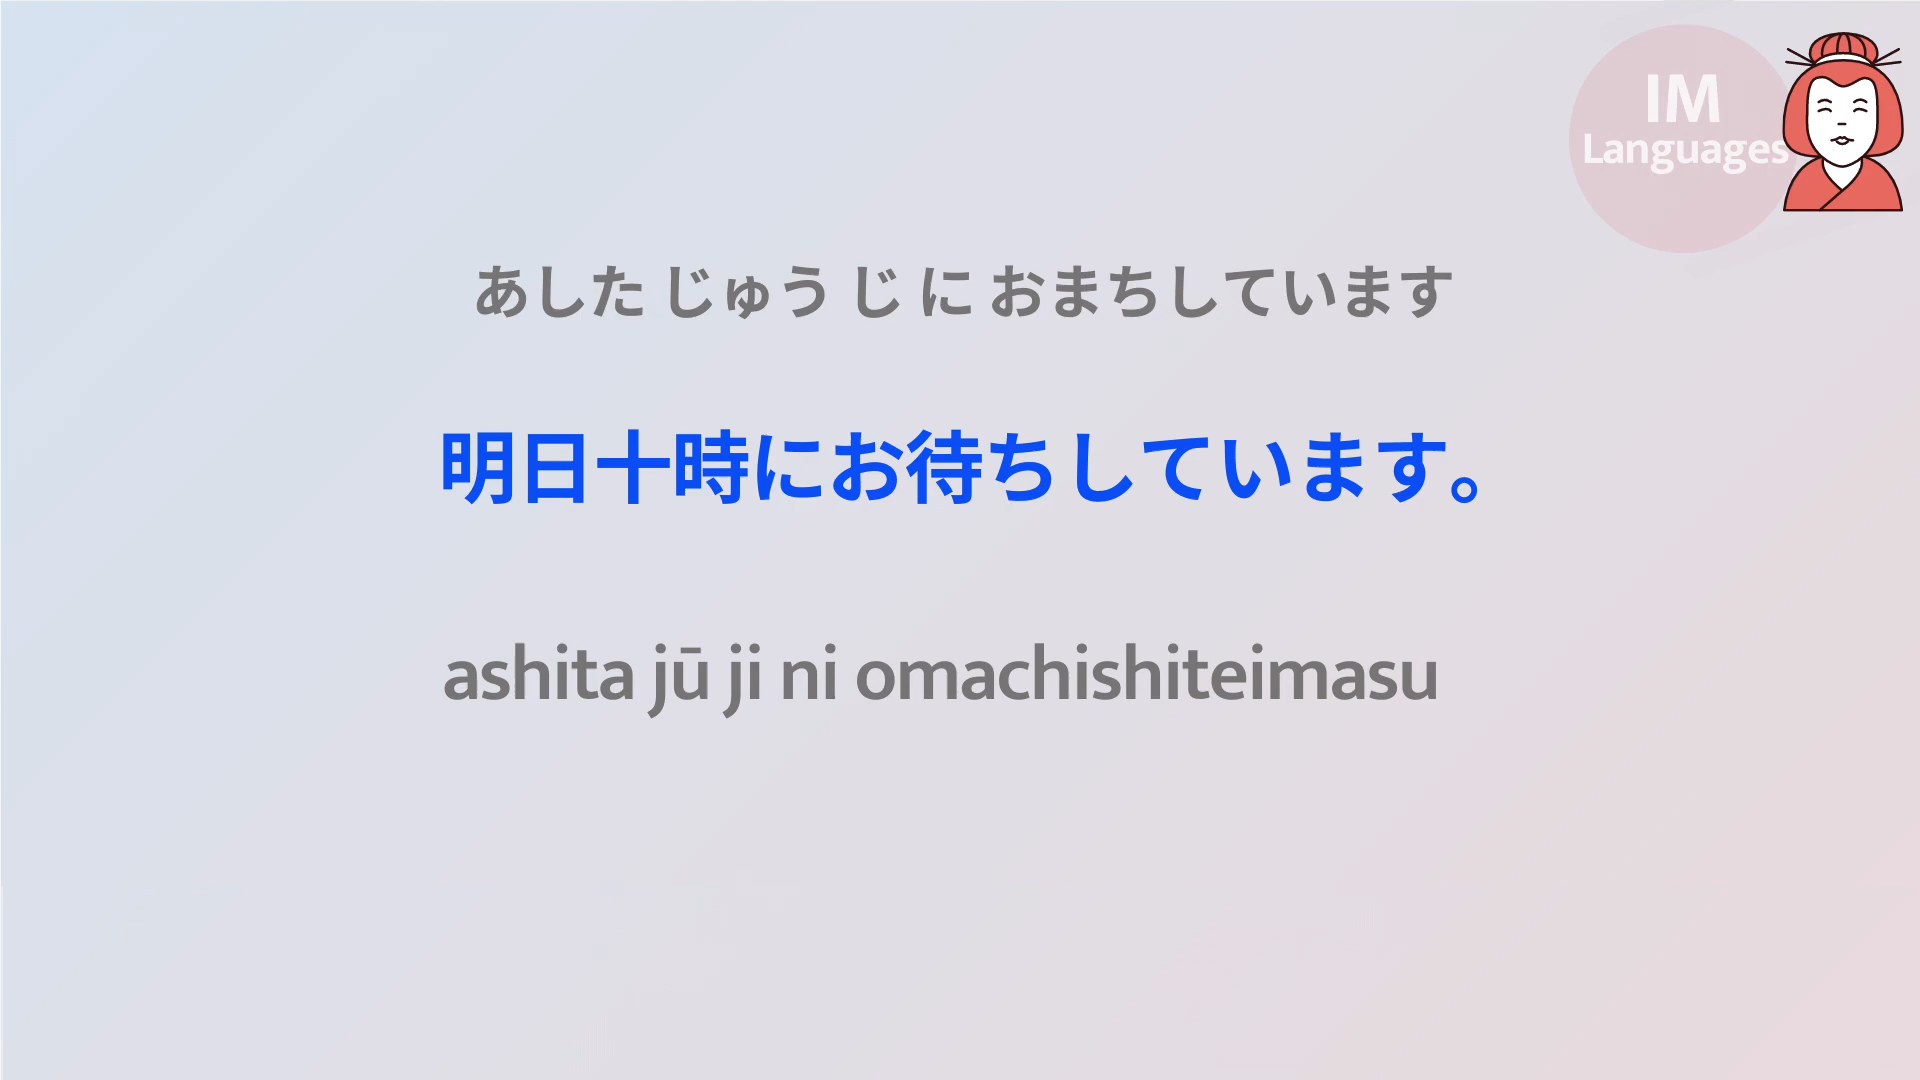 IM
Languages
あした じゅう じ に おまちしています
明日十時にお待ちしています。
ashita jū ji ni omachishiteimasu